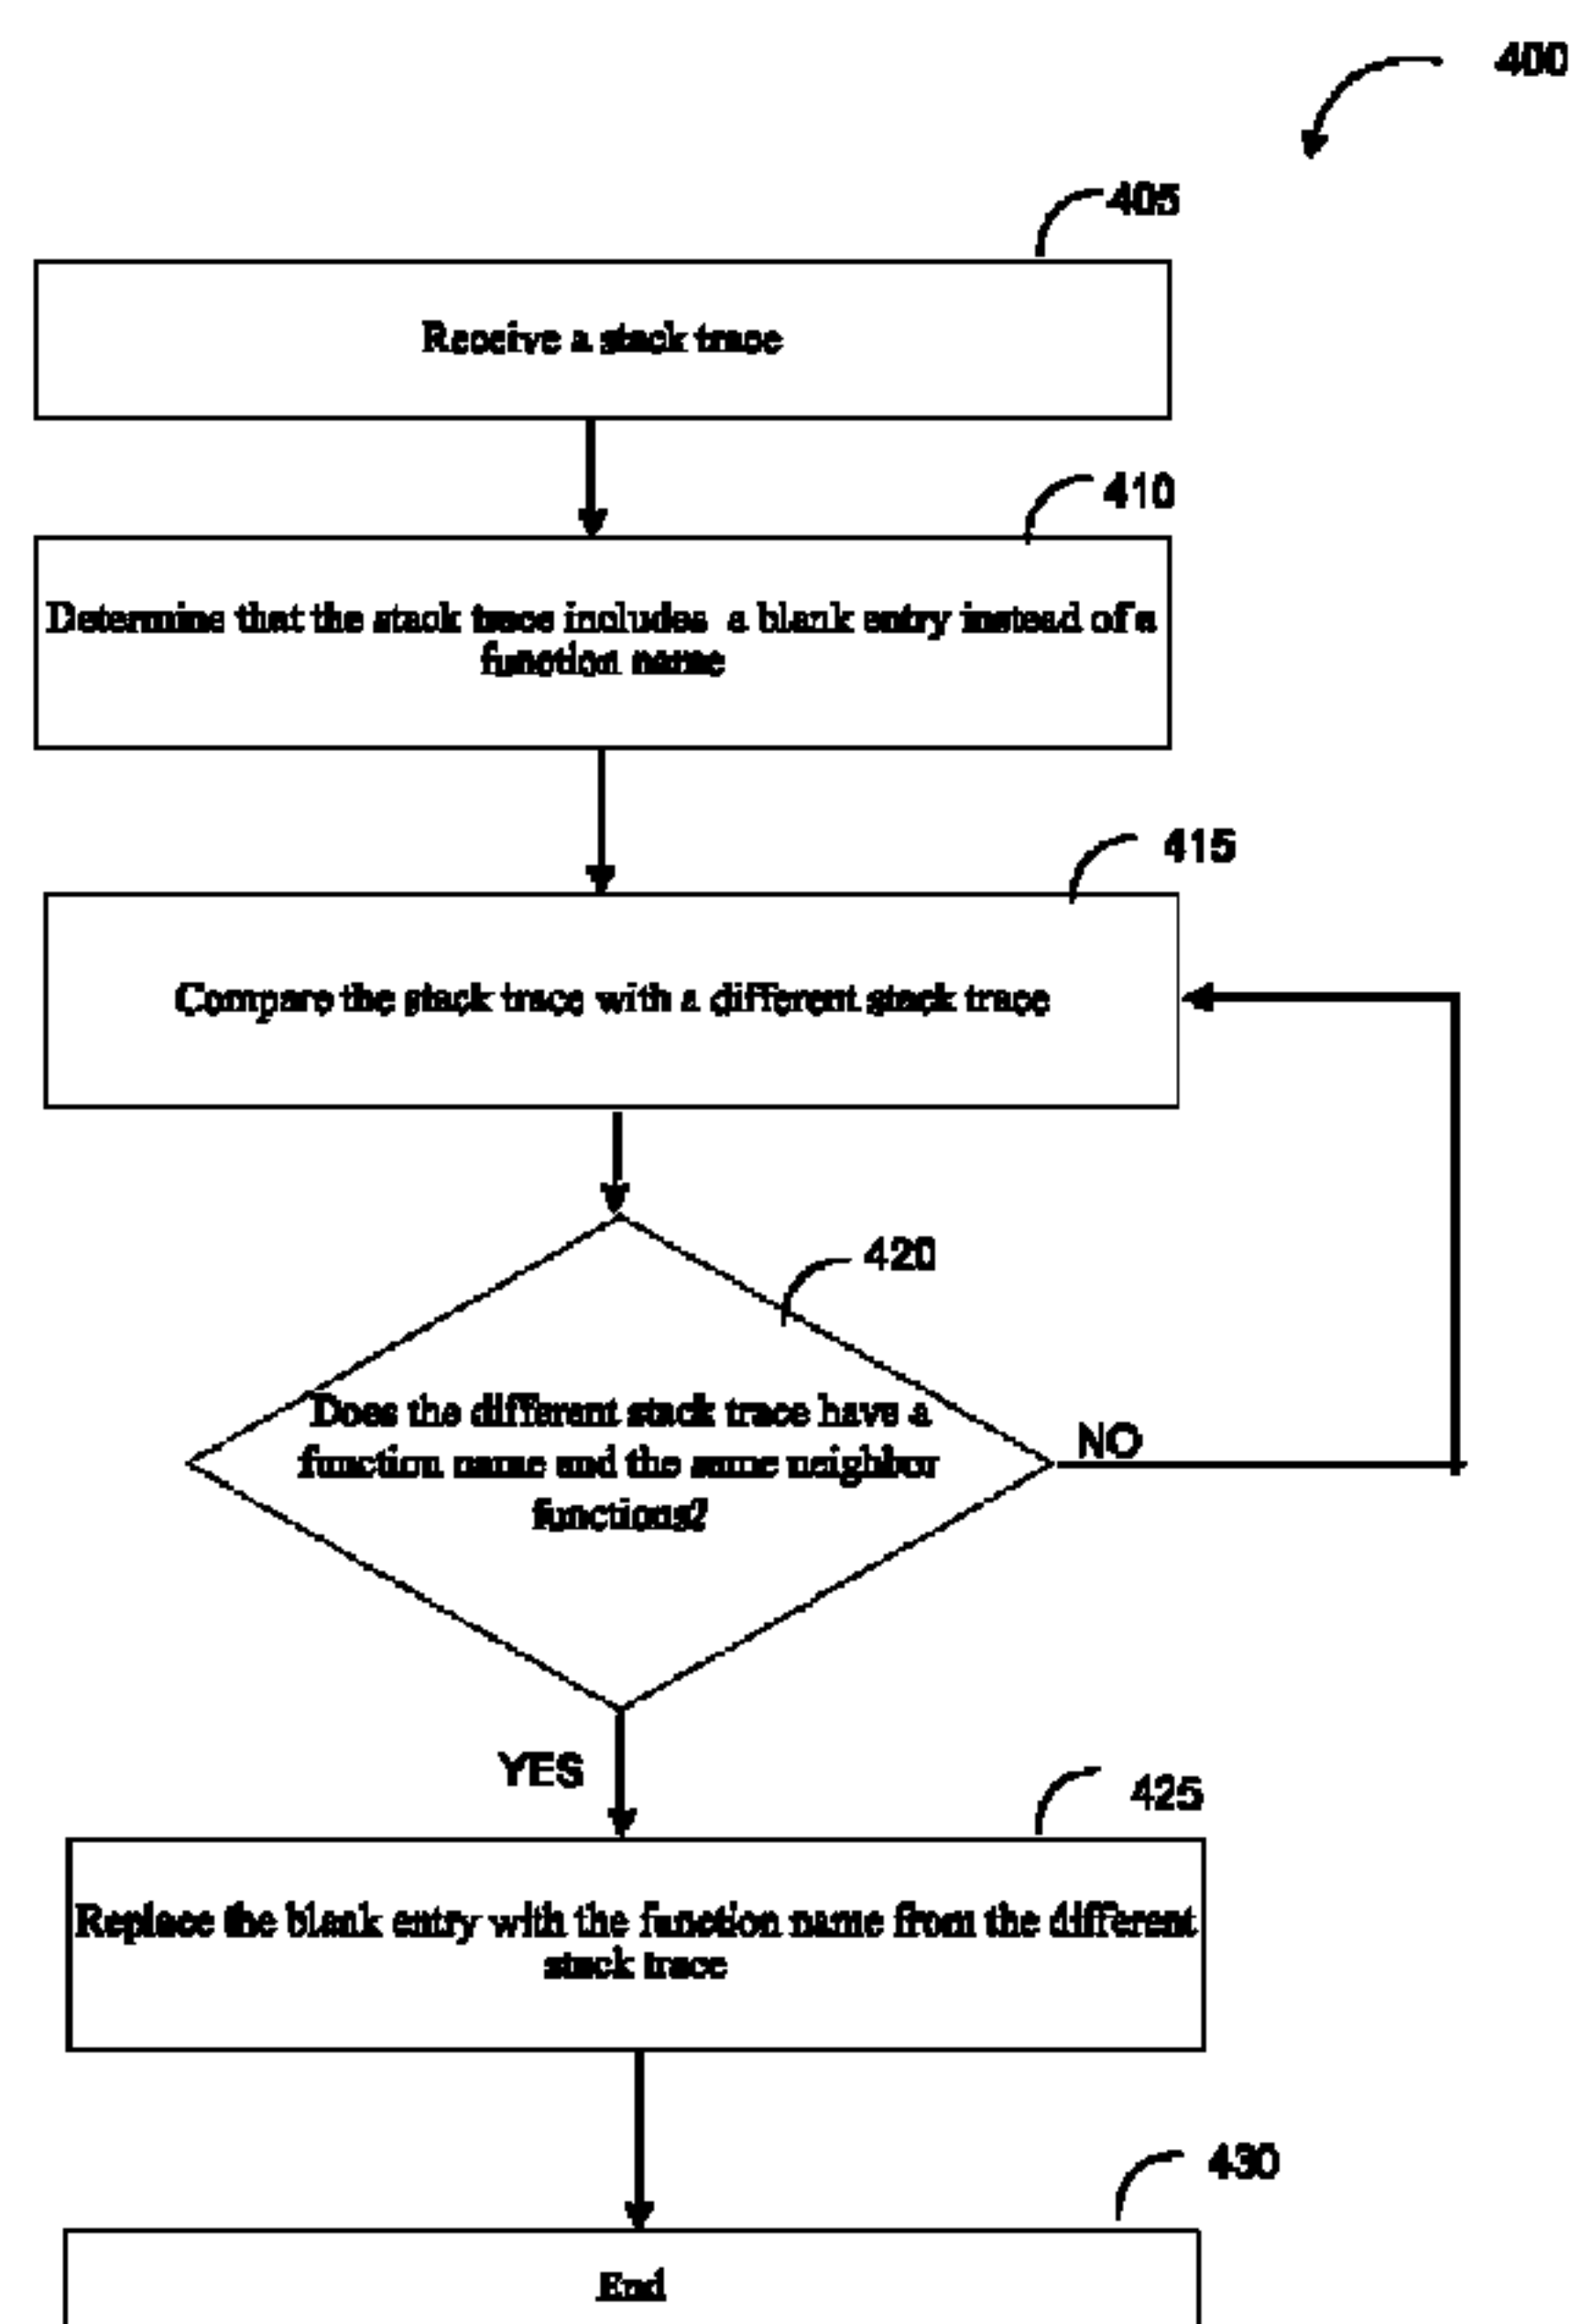 400
405
Receive a stack trace
410
Determine that the stack trace includes a blank entry instead of a
function name
415
Compare the stack trace with a different stack trace
420
Does the different stack trace have a
function name and the same neighbor
functions?
NO
YES
425
Replace the blank entry with the function name from the different
stack trace
430
End